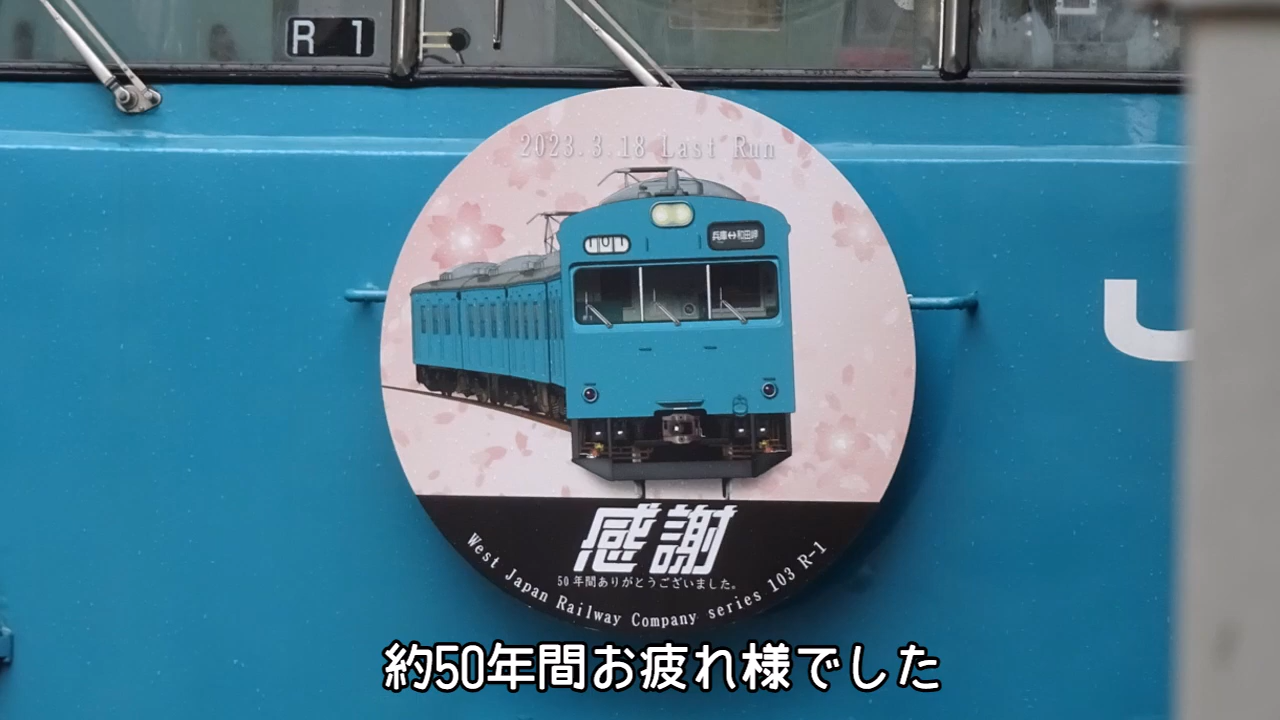 R 1
2023.3.18 Last Run
101
兵庫↔和田岬
感謝
50年間ありがとうございました。
West Japan Railway Company series 103 R-1
約50年間お疲れ様でした